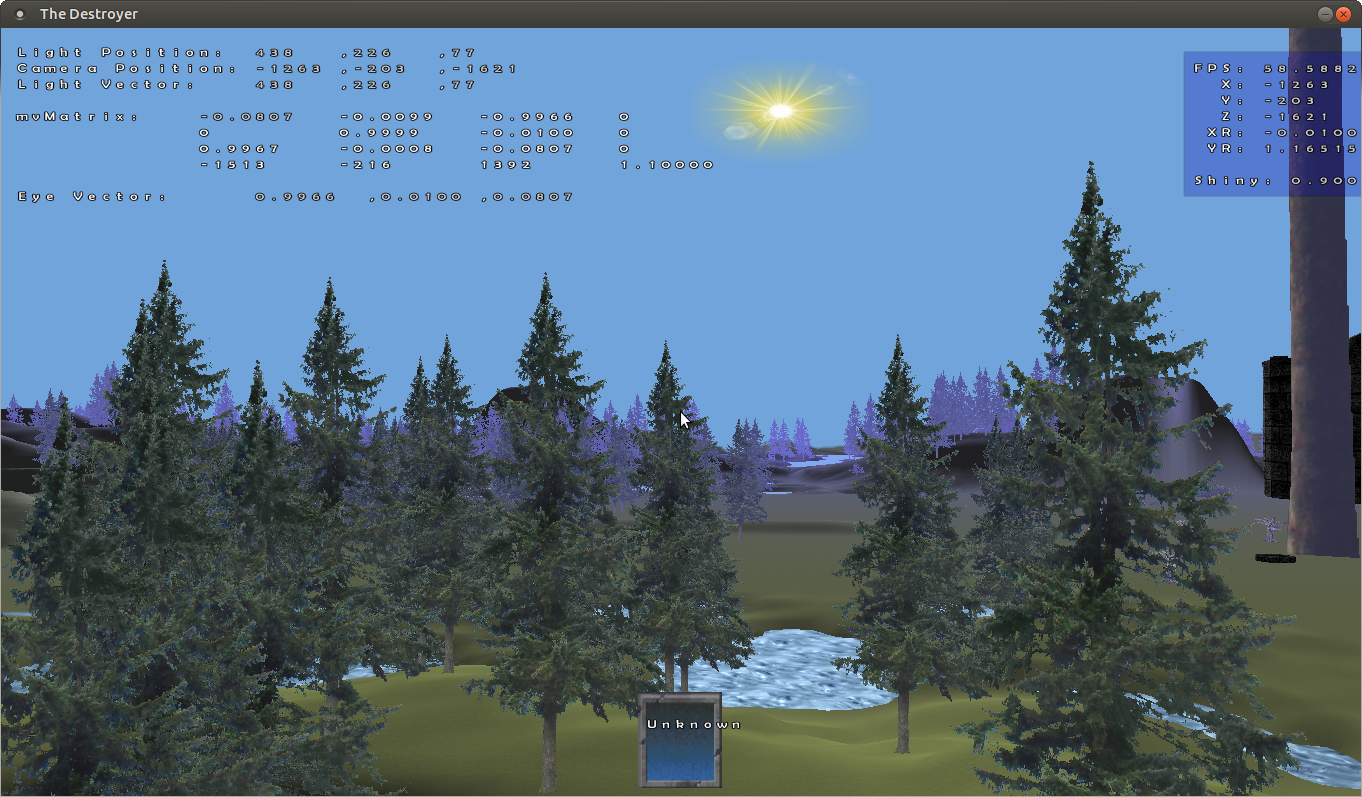 The Destroyer
Light Position: 438 ,226 ,77
Camera Position: -1263 ,-203 ,-1621
Light Vector: 438 ,226 ,77
mvMatrix: -0.0807 -0.0099 -0.9966 0
0 0.9999 -0.0100 0
0.9967 -0.0008 -0.0807 0
-1513 -216 1392 1.10000
Eye Vector: 0.9966 ,0.0100 ,0.0807
FPS: 58.5882
X: -1263
Y: -203
Z: -1621
XR: -0.0100
YR: 1.16515
Shiny: 0.900
Unknown